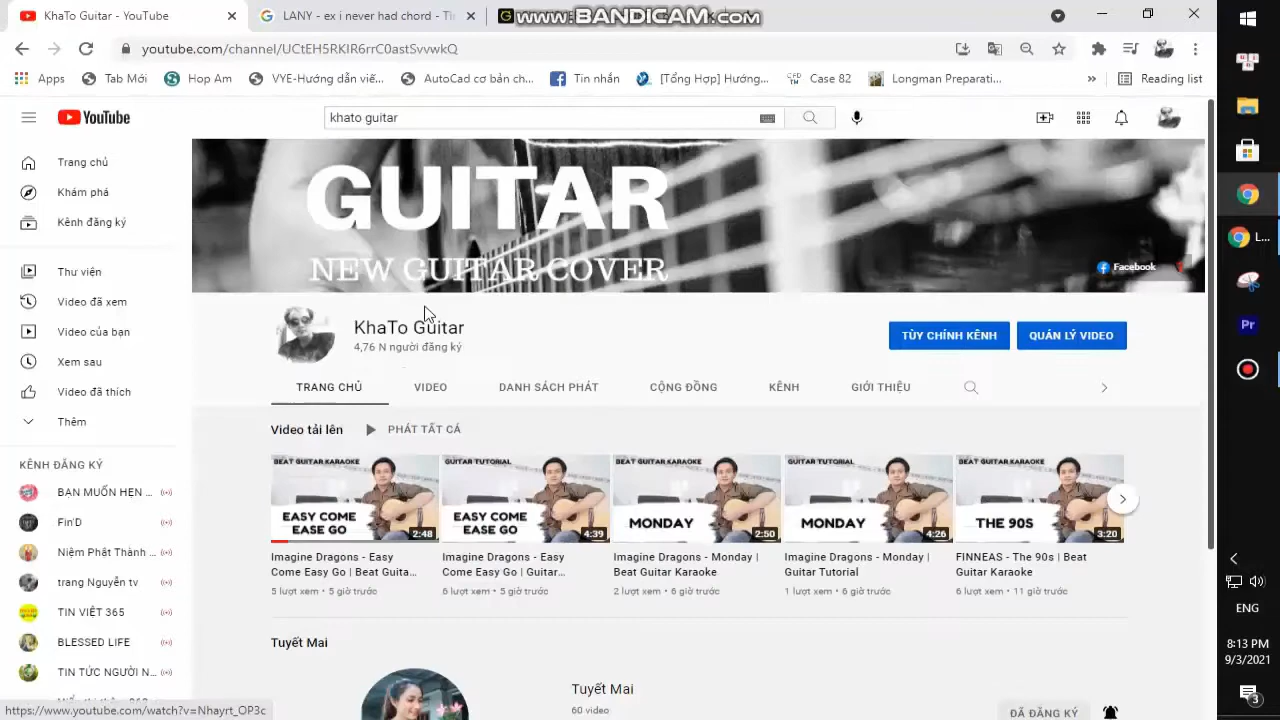 KhaTo Guitar - YouTube
LANY - ex i never had chord - Tì
www.BANDICAM.com
youtube.com/channel/UCtEH5RKIR6rrC0astSvvwkQ
Apps
Tab Mới
Hop Am
VYE-Hướng dẫn viế...
AutoCad cơ bản ch...
Tin nhắn
[Tổng Hợp] Hướng...
Case 82
Longman Preparati...
»
Reading list
YouTube
khato guitar
Trang chủ
Khám phá
Kênh đăng ký
Thư viện
Video đã xem
Video của bạn
Xem sau
Video đã thích
Thêm
KÊNH ĐĂNG KÝ
BẠN MUỐN HẸN ...
Fin'D
Niệm Phật Thành ...
trang Nguyễn tv
TIN VIỆT 365
BLESSED LIFE
TIN TỨC NGƯỜI N...
https://www.youtube.com/watch?v=Nhayrt_OP3c
GUITAR
NEW GUITAR COVER
Facebook
KhaTo Guitar
4,76 N người đăng ký
TÙY CHỈNH KÊNH
QUẢN LÝ VIDEO
TRANG CHỦ
VIDEO
DANH SÁCH PHÁT
CỘNG ĐỒNG
KÊNH
GIỚI THIỆU
Video tải lên
PHÁT TẤT CẢ
BEAT GUITAR KARAOKE
EASY COME
EASE GO
2:48
GUITAR TUTORIAL
EASY COME
EASE GO
4:39
BEAT GUITAR KARAOKE
MONDAY
2:50
GUITAR TUTORIAL
MONDAY
4:26
BEAT GUITAR KARAOKE
THE 90S
3:20
Imagine Dragons - Easy
Come Easy Go | Beat Guita...
5 lượt xem • 5 giờ trước
Imagine Dragons - Easy
Come Easy Go | Guitar...
6 lượt xem • 5 giờ trước
Imagine Dragons - Monday |
Beat Guitar Karaoke
2 lượt xem • 6 giờ trước
Imagine Dragons - Monday |
Guitar Tutorial
1 lượt xem • 6 giờ trước
FINNEAS - The 90s | Beat
Guitar Karaoke
6 lượt xem • 11 giờ trước
Tuyết Mai
Tuyết Mai
60 video
ĐÃ ĐĂNG KÝ
L...
Pr
ENG
8:13 PM
9/3/2021
3